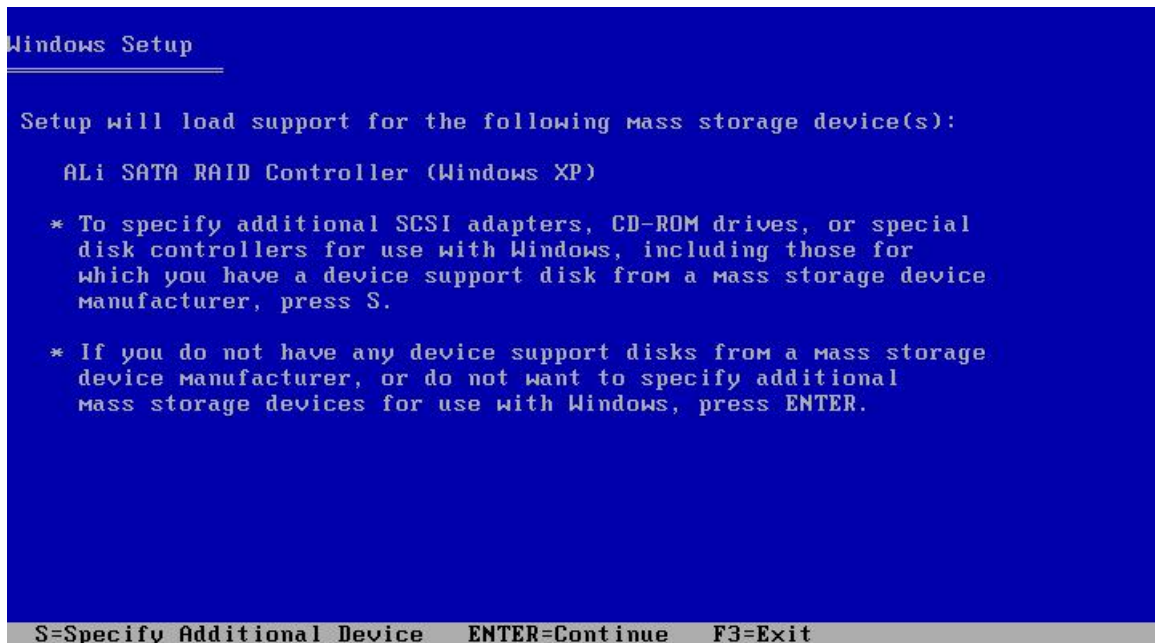 Windows Setup
Setup will load support for the following mass storage device(s):
ALi SATA RAID Controller (Windows XP)
* To specify additional SCSI adapters, CD-ROM drives, or special
disk controllers for use with Windows, including those for
which you have a device support disk from a mass storage device
manufacturer, press S.
* If you do not have any device support disks from a mass storage
device manufacturer, or do not want to specify additional
mass storage devices for use with Windows, press ENTER.
S=Specify Additional Device ENTER=Continue F3=Exit